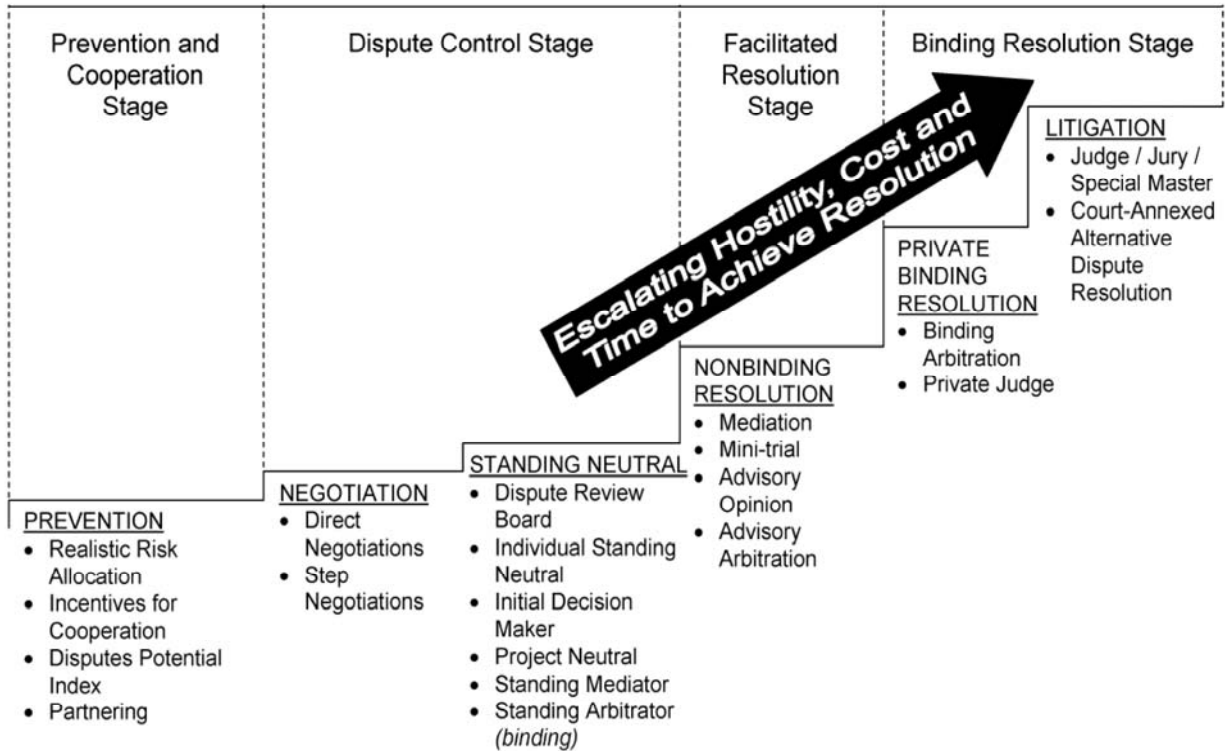 Prevention and
Cooperation
Stage
Dispute Control Stage
Facilitated
Resolution
Stage
Binding Resolution Stage
Escalating Hostility, Cost and
Time to Achieve Resolution
PREVENTION
• Realistic Risk
Allocation
• Incentives for
Cooperation
• Disputes Potential
Index
• Partnering
NEGOTIATION
• Direct
Negotiations
• Step
Negotiations
STANDING NEUTRAL
• Dispute Review
Board
• Individual Standing
Neutral
• Initial Decision
Maker
• Project Neutral
• Standing Mediator
• Standing Arbitrator
(binding)
NONBINDING
RESOLUTION
• Mediation
• Mini-trial
• Advisory
Opinion
• Advisory
Arbitration
PRIVATE
BINDING
RESOLUTION
• Binding
Arbitration
• Private Judge
LITIGATION
• Judge / Jury /
Special Master
• Court-Annexed
Alternative
Dispute
Resolution